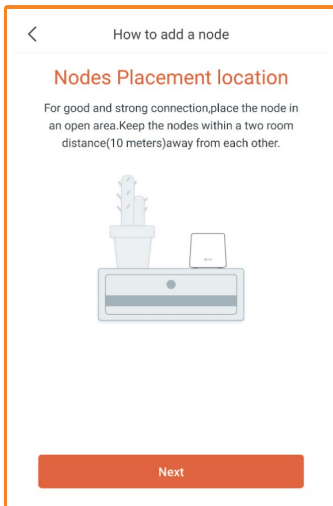 How to add a node
Nodes Placement location
For good and strong connection,place the node in
an open area.Keep the nodes within a two room
distance(10 meters)away from each other.
Next